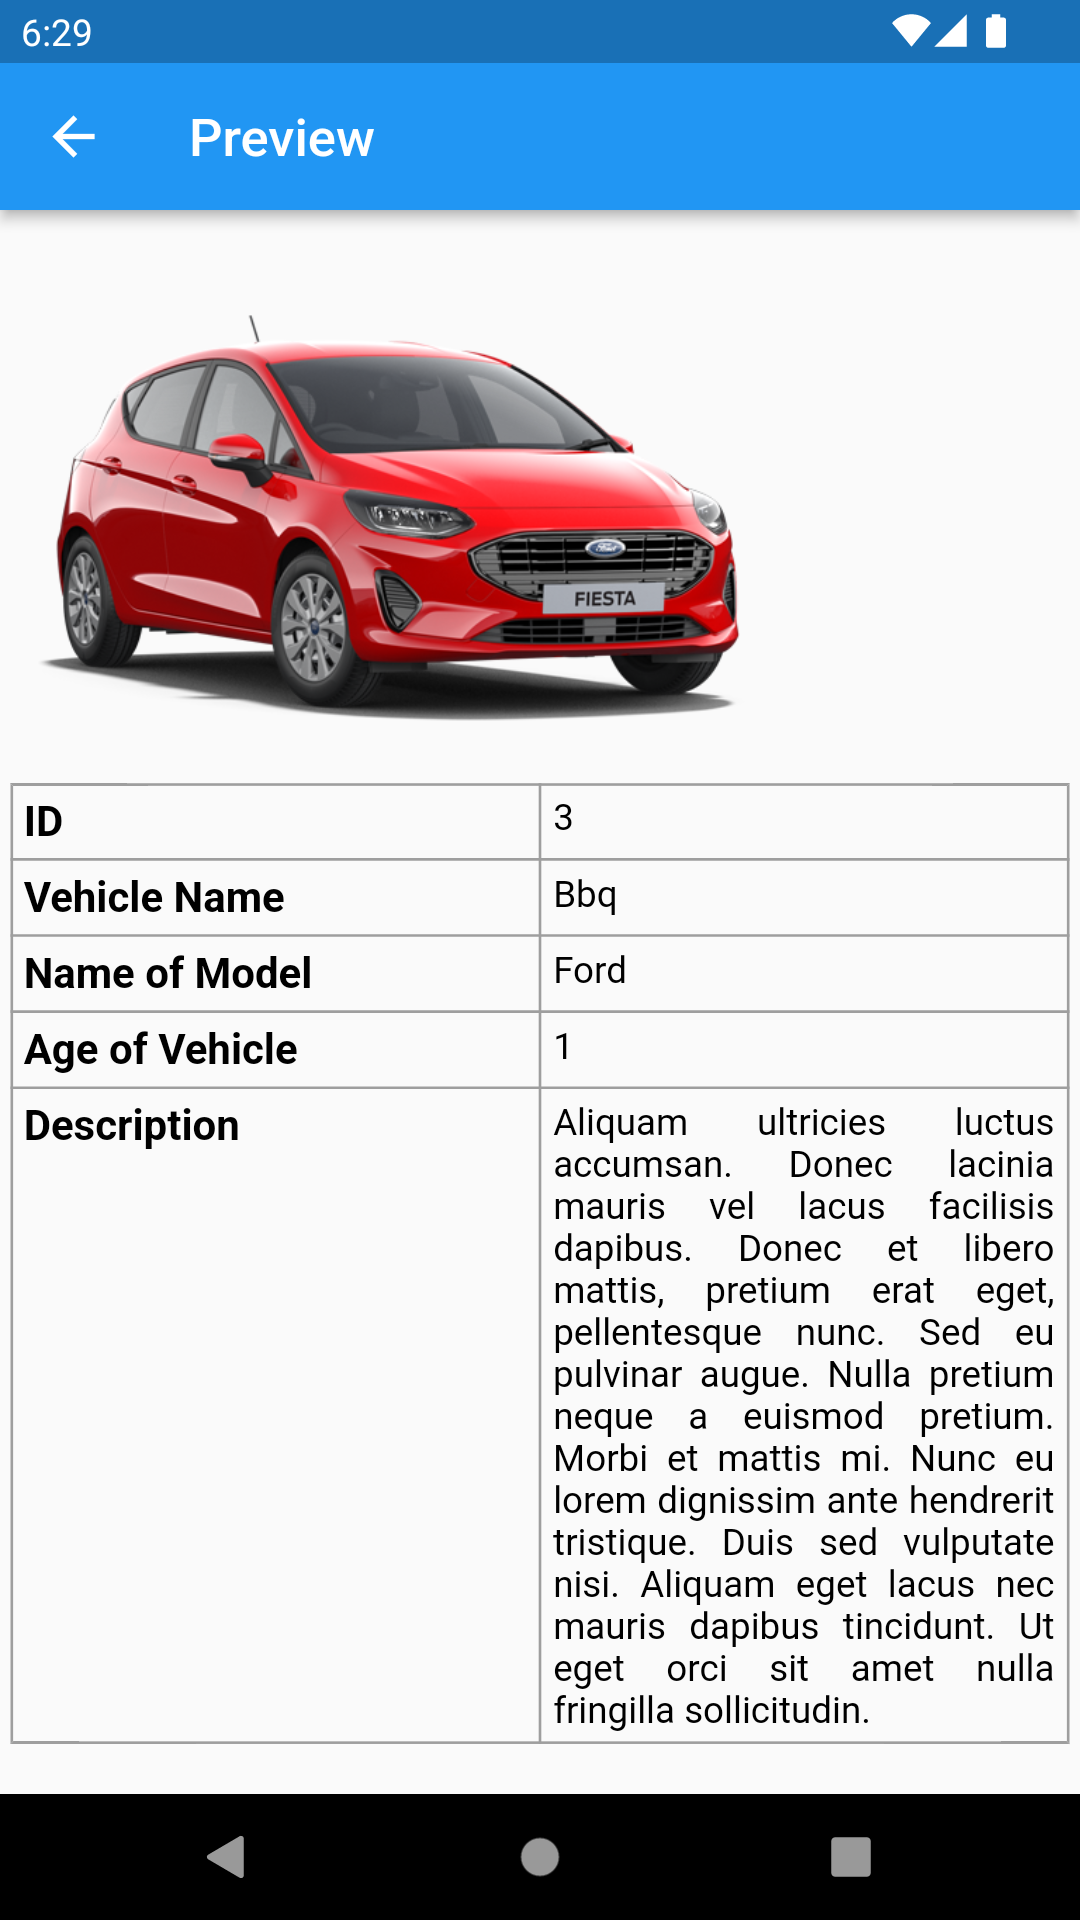 6:29
Preview
Ford
FIESTA
ID 3
Vehicle Name Bbq
Name of Model Ford
Age of Vehicle 1
Description Aliquam ultricies luctus
accumsan. Donec lacinia
mauris vel lacus facilisis
dapibus. Donec et libero
mattis, pretium erat eget,
pellentesque nunc. Sed eu
pulvinar augue. Nulla pretium
neque a euismod pretium.
Morbi et mattis mi. Nunc eu
lorem dignissim ante hendrerit
tristique. Duis sed vulputate
nisi. Aliquam eget lacus nec
mauris dapibus tincidunt. Ut
eget orci sit amet nulla
fringilla sollicitudin.